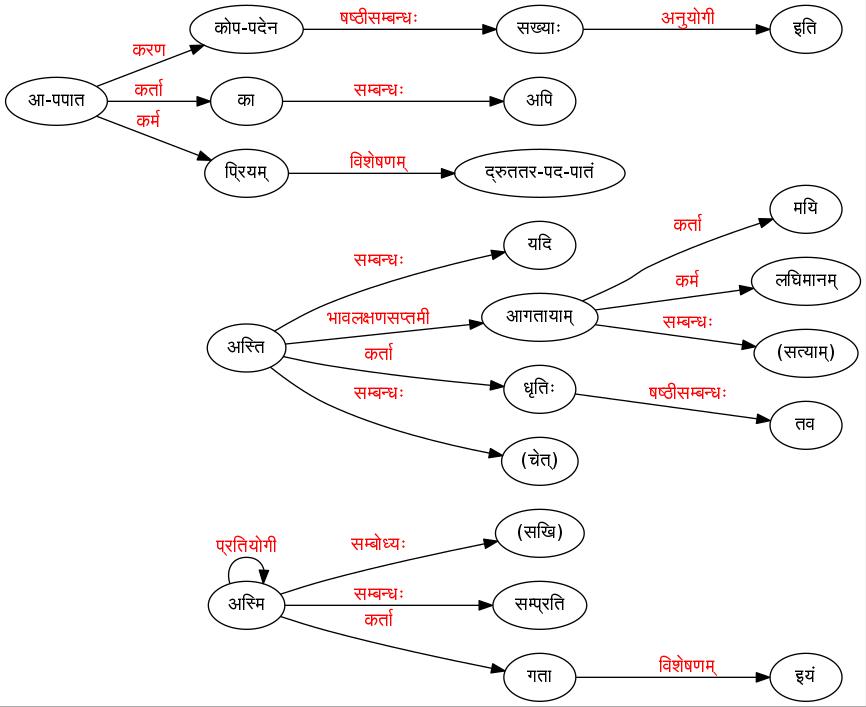 कोप-पदेन षष्ठीसम्बन्धः सख्याः अनुयोगी इति
करण
आ-पपात कर्ता का सम्बन्धः अपि
कर्म
प्रियम् विशेषणम् द्रुततर-पद-पातं
मयि
कर्ता
यदि
सम्बन्धः
कर्म लघिमानम्
भावलक्षणसप्तमी आगतायाम्
सम्बन्धः
अस्ति कर्ता (सत्याम्)
धृतिः षष्ठीसम्बन्धः
सम्बन्धः तव
(चेत्)
(सखि)
प्रतियोगी सम्बोध्यः
अस्मि सम्बन्धः सम्प्रति
कर्ता
गता विशेषणम् इयं